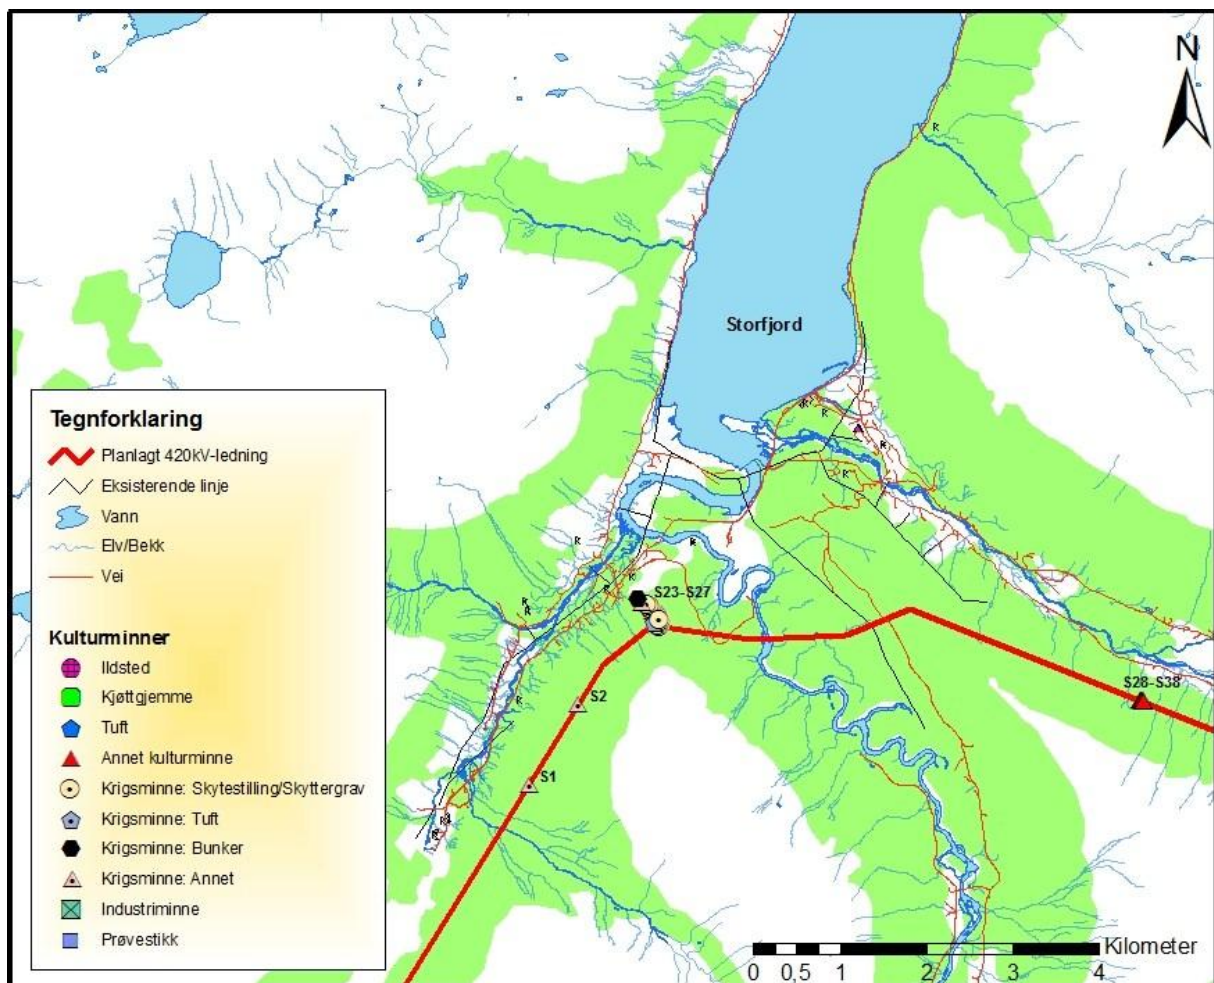 N
Storfjord
S23-S27
S28-S38
S2
S1
Tegnforklaring
Planlagt 420kV-ledning
Eksisterende linje
Vann
Elv/Bekk
Vei
Kulturminner
Ildsted
Kjøttgjemme
Tuft
Annet kulturminne
Krigsminne: Skytestilling/Skyttergrav
Krigsminne: Tuft
Krigsminne: Bunker
Krigsminne: Annet
Industriminne
Prøvestikk
Kilometer
0 0,5 1 2 3 4